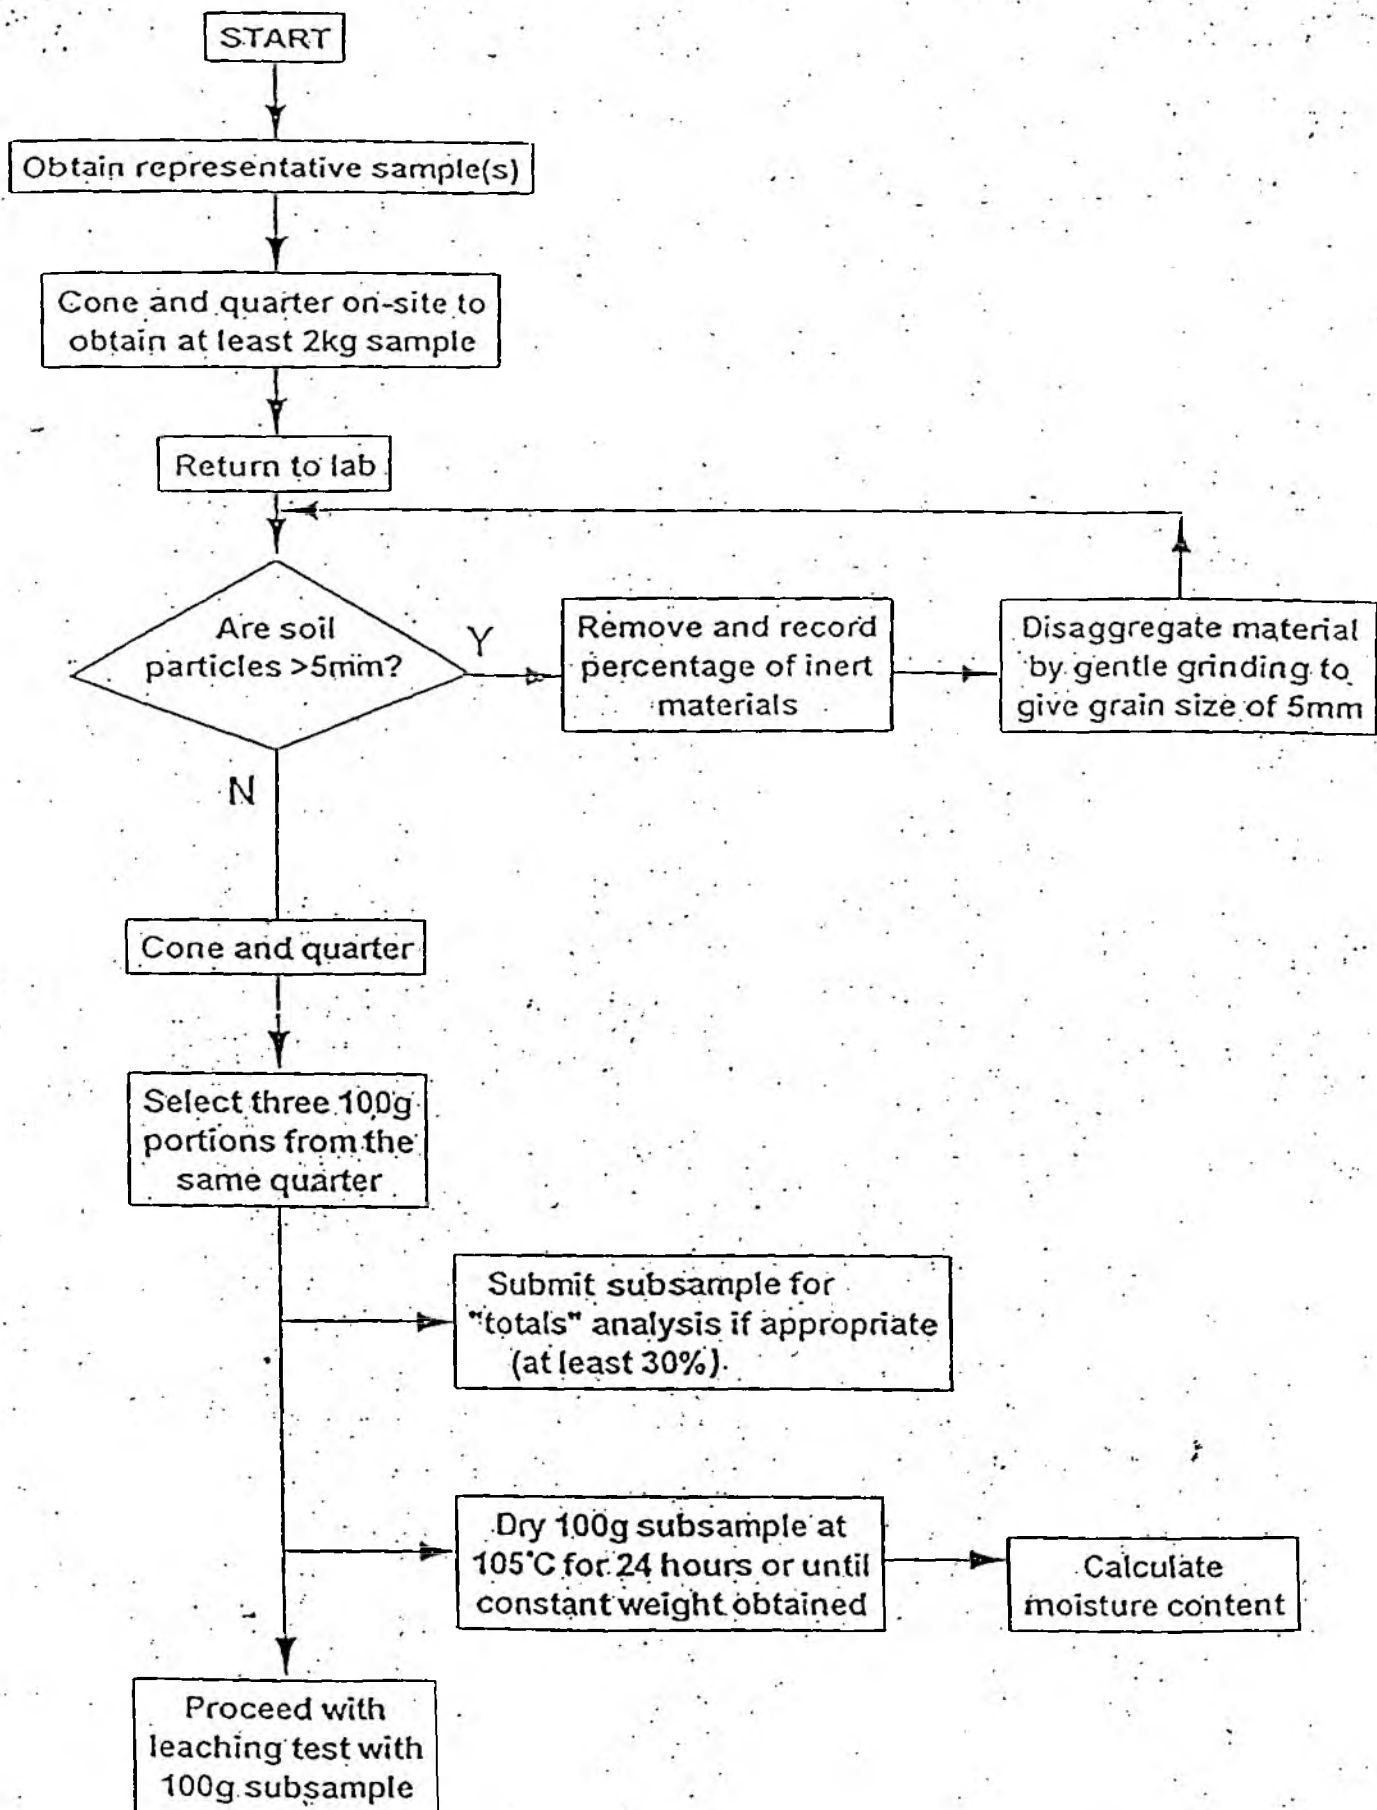 START
Obtain representative sample(s)
Cone and quarter on-site to
obtain at least 2kg sample
Return to lab
Are soil
particles >5mm?
Y
Remove and record
percentage of inert
materials
Disaggregate material
by gentle grinding to
give grain size of 5mm
N
Cone and quarter
Select three 100g
portions from the
same quarter
Submit subsample for
"totals" analysis if appropriate
(at least 30%).
Dry 100g subsample at
105°C for 24 hours or until
constant weight obtained
Calculate
moisture content
Proceed with
leaching test with
100g subsample